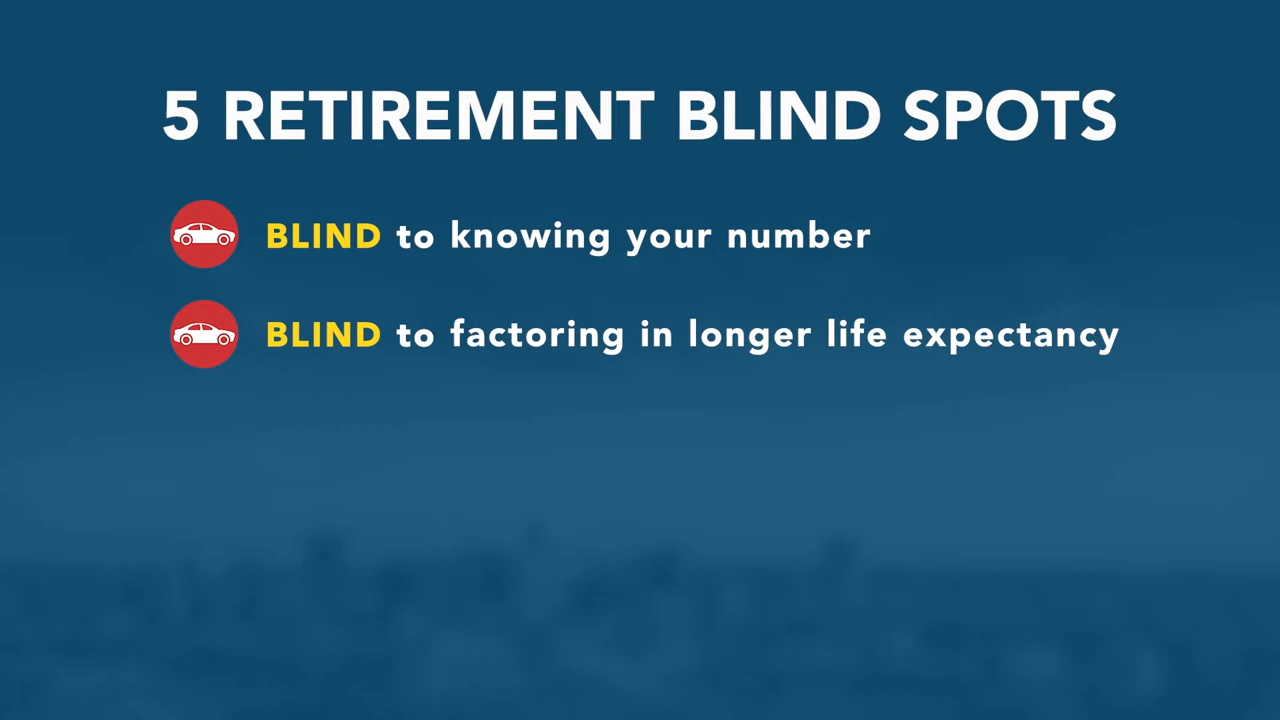 5 RETIREMENT BLIND SPOTS
BLIND to knowing your number
BLIND to factoring in longer life expectancy